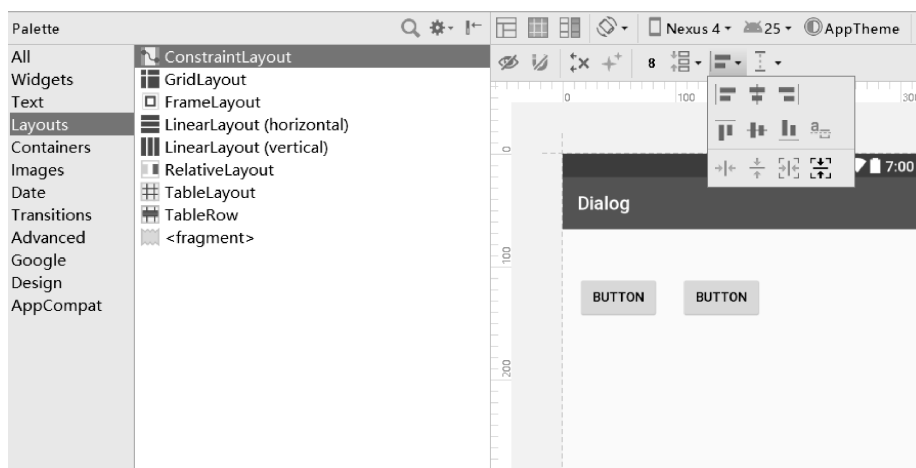 Palette
Nexus 4
25
AppTheme
All
Widgets
Text
Layouts
Containers
Images
Date
Transitions
Advanced
Google
Design
AppCompat
ConstraintLayout
GridLayout
FrameLayout
LinearLayout (horizontal)
LinearLayout (vertical)
RelativeLayout
TableLayout
TableRow
<fragment>
8
0
100
0
100
200
7:00
Dialog
BUTTON
BUTTON